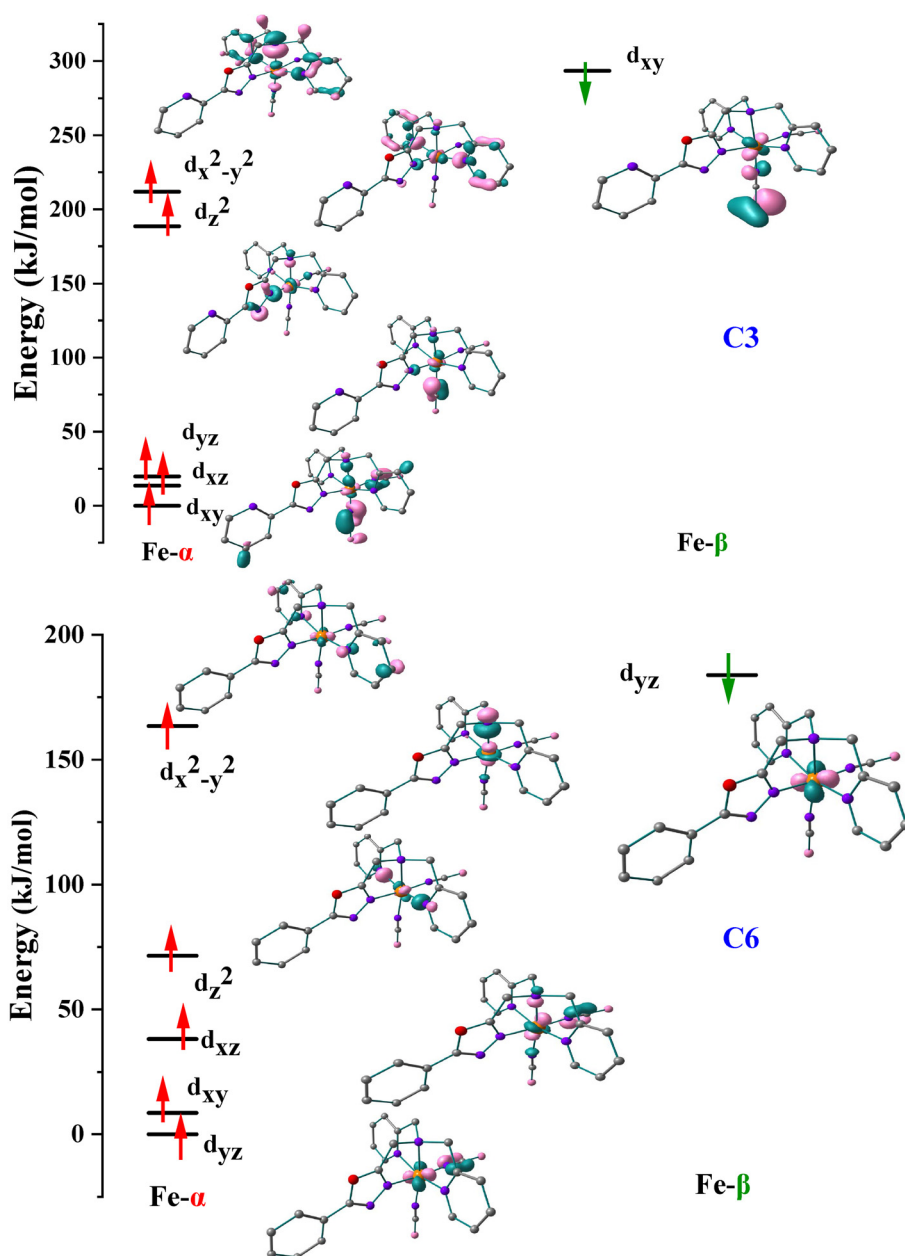 Energy (kJ/mol)
300
250
200
150
100
50
0
dx²-y²
dz²
dyz
dxz
dxy
Fe-α
dxy
C3
Fe-β
Energy (kJ/mol)
200
150
100
50
0
dx²-y²
dz²
dxz
dxy
dyz
Fe-α
dyz
C6
Fe-β